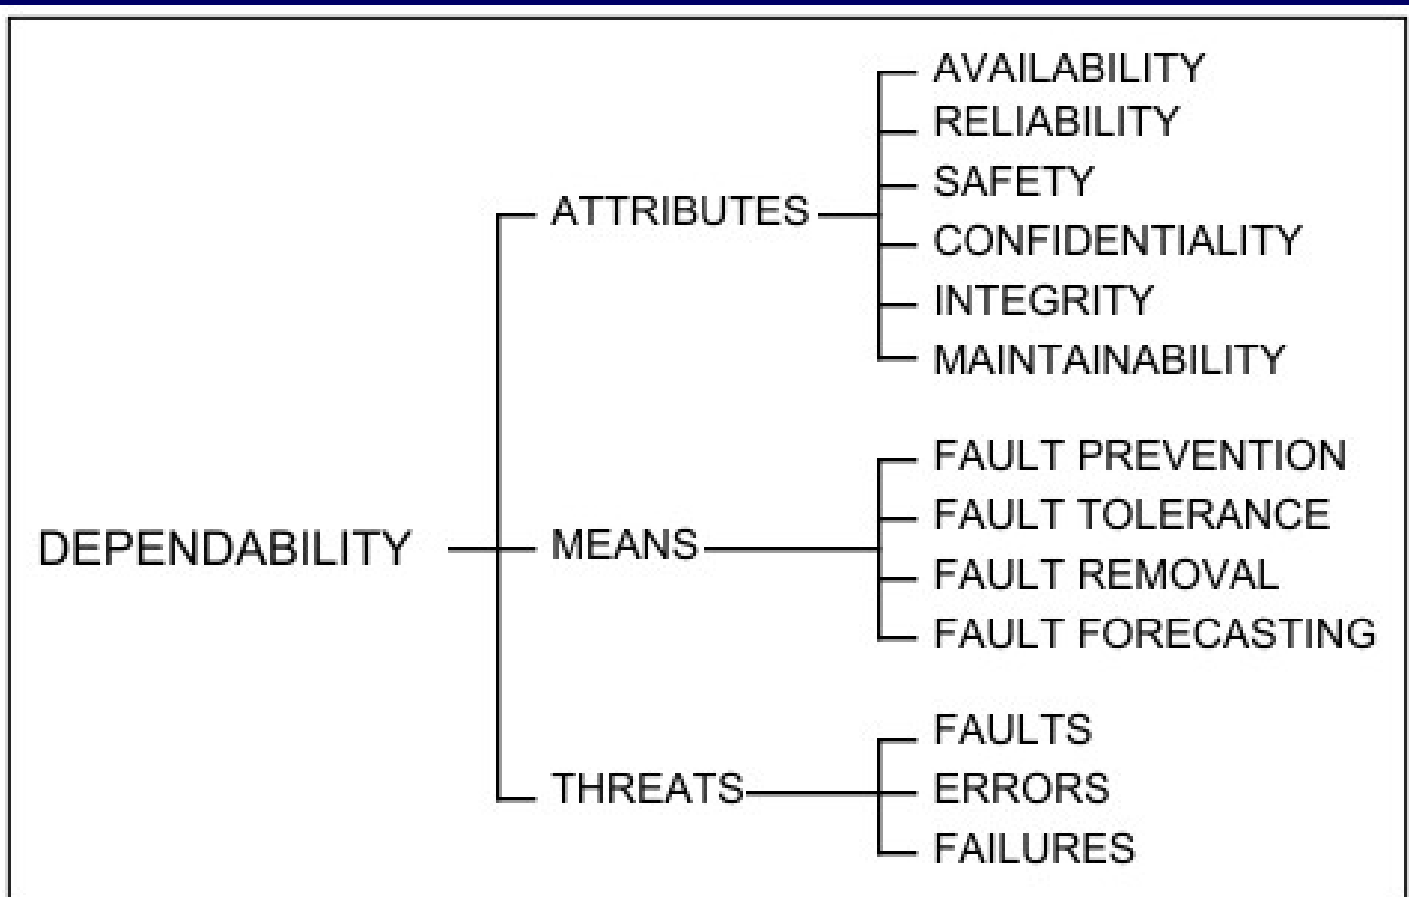 DEPENDABILITY
ATTRIBUTES
AVAILABILITY
RELIABILITY
SAFETY
CONFIDENTIALITY
INTEGRITY
MAINTAINABILITY
MEANS
FAULT PREVENTION
FAULT TOLERANCE
FAULT REMOVAL
FAULT FORECASTING
THREATS
FAULTS
ERRORS
FAILURES